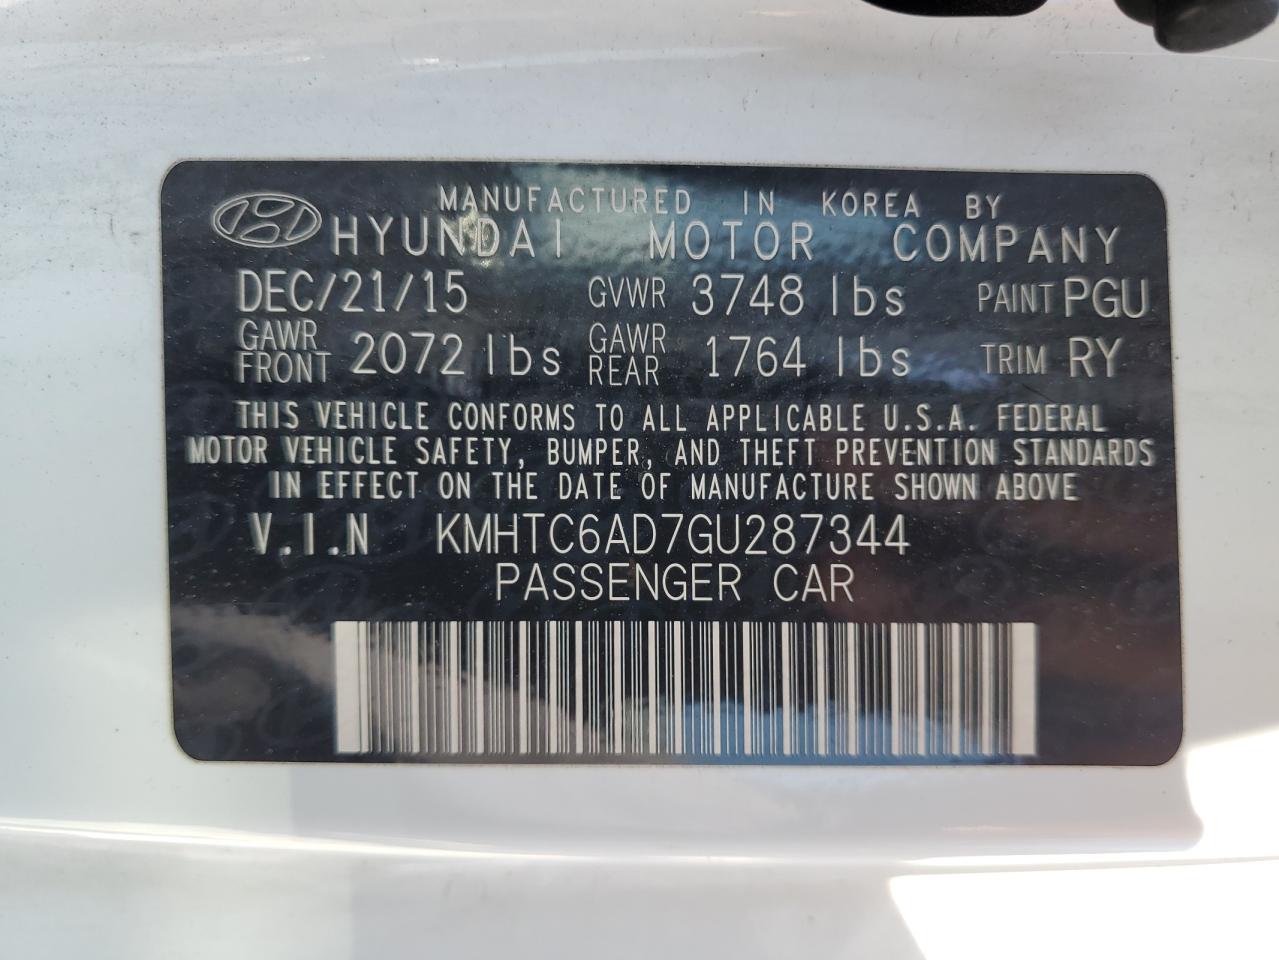 MANUFACTURED IN KOREA BY
HYUNDAI MOTOR COMPANY
DEC/21/15 GVWR 3748 lbs PAINT PGU
GAWR FRONT 2072 lbs GAWR REAR 1764 lbs TRIM RY
THIS VEHICLE CONFORMS TO ALL APPLICABLE U.S.A. FEDERAL
MOTOR VEHICLE SAFETY, BUMPER, AND THEFT PREVENTION STANDARDS
IN EFFECT ON THE DATE OF MANUFACTURE SHOWN ABOVE
V.I.N KMHTC6AD7GU287344
PASSENGER CAR